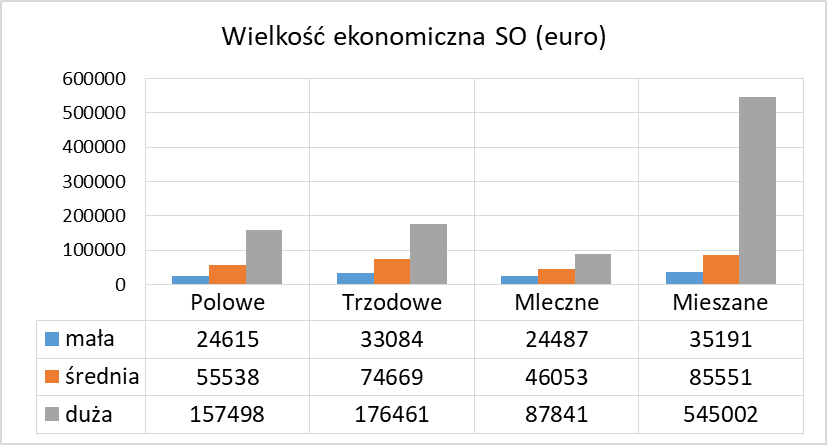 Wielkość ekonomiczna SO (euro)
600000
500000
400000
300000
200000
100000
0
Polowe Trzodowe Mleczne Mieszane
mała 24615 33084 24487 35191
średnia 55538 74669 46053 85551
duża 157498 176461 87841 545002